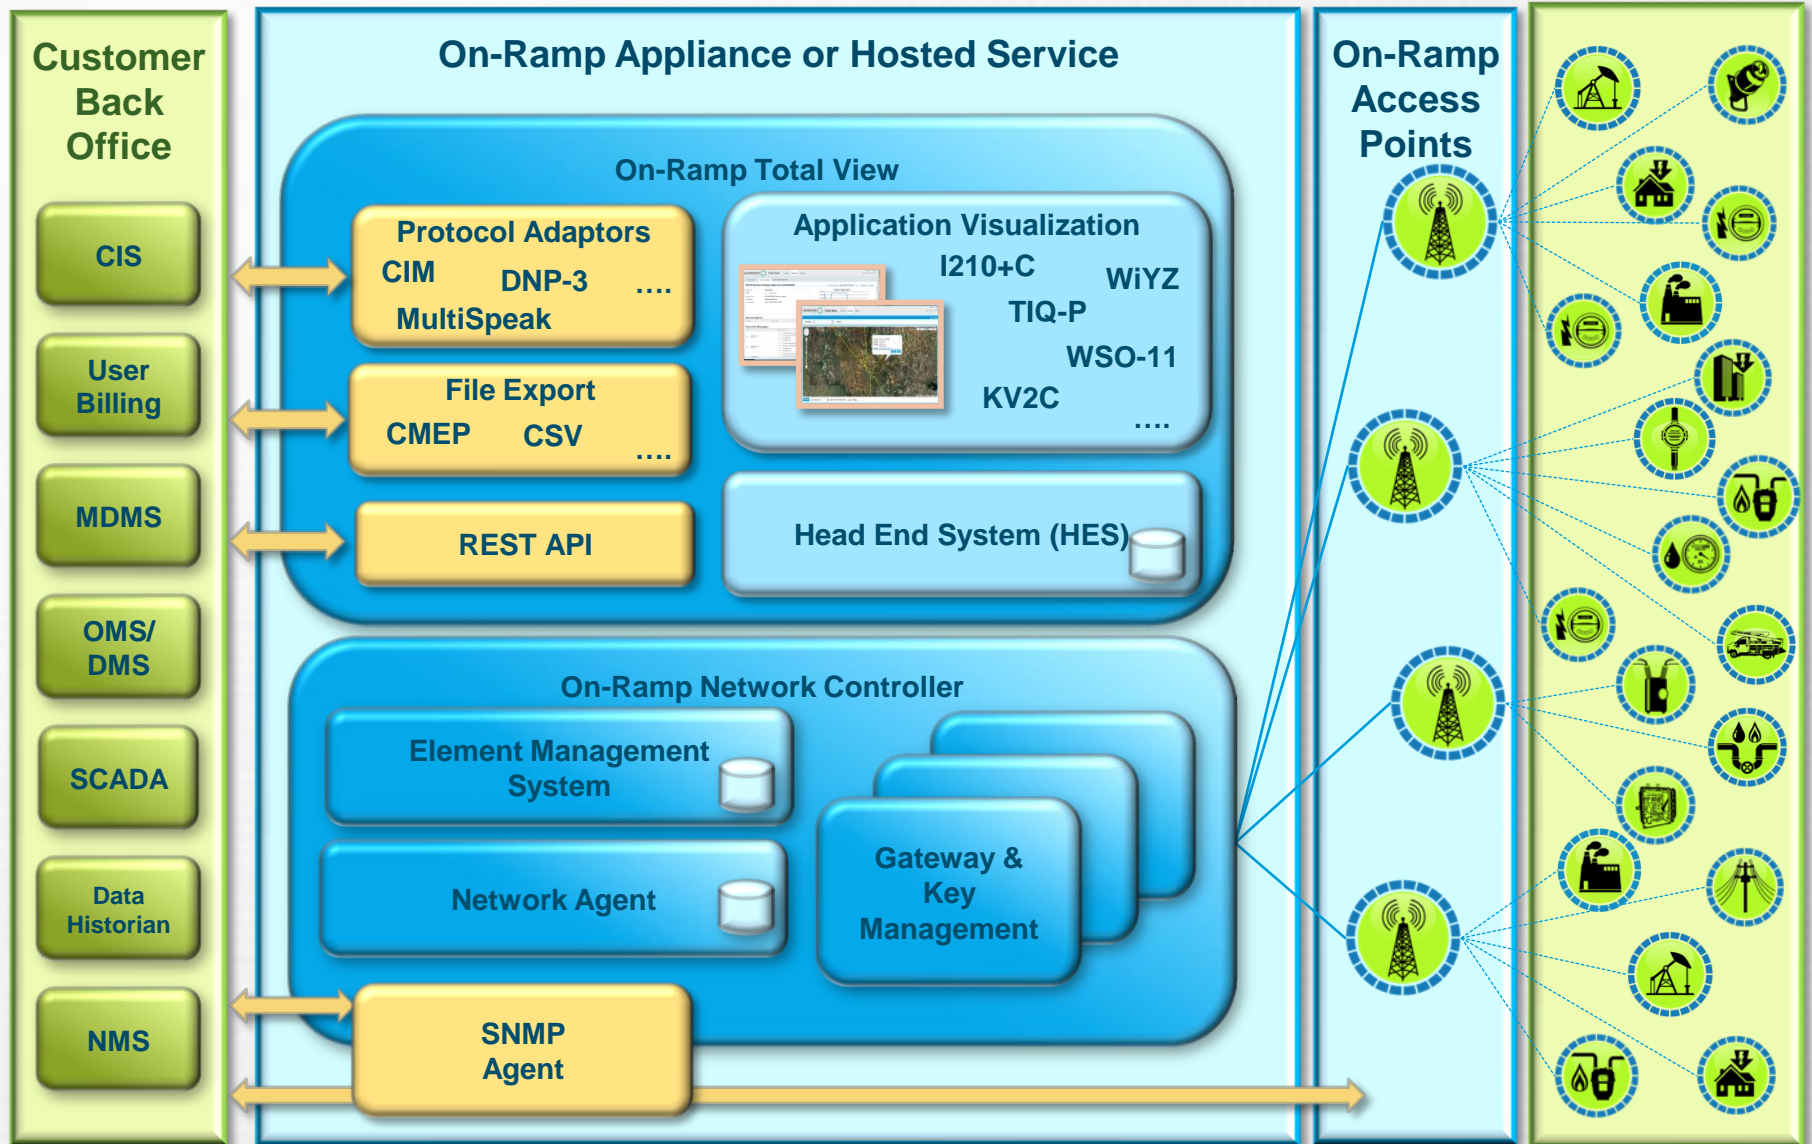 Customer
Back
Office
CIS
User
Billing
MDMS
OMS/
DMS
SCADA
Data
Historian
NMS
On-Ramp Appliance or Hosted Service
On-Ramp Total View
Protocol Adaptors
CIM
DNP-3
....
MultiSpeak
File Export
CMEP
CSV
....
REST API
Application Visualization
I210+C
WiYZ
TIQ-P
WSO-11
KV2C
....
Head End System (HES)
On-Ramp Network Controller
Element Management
System
Network Agent
Gateway &
Key
Management
SNMP
Agent
On-Ramp
Access
Points